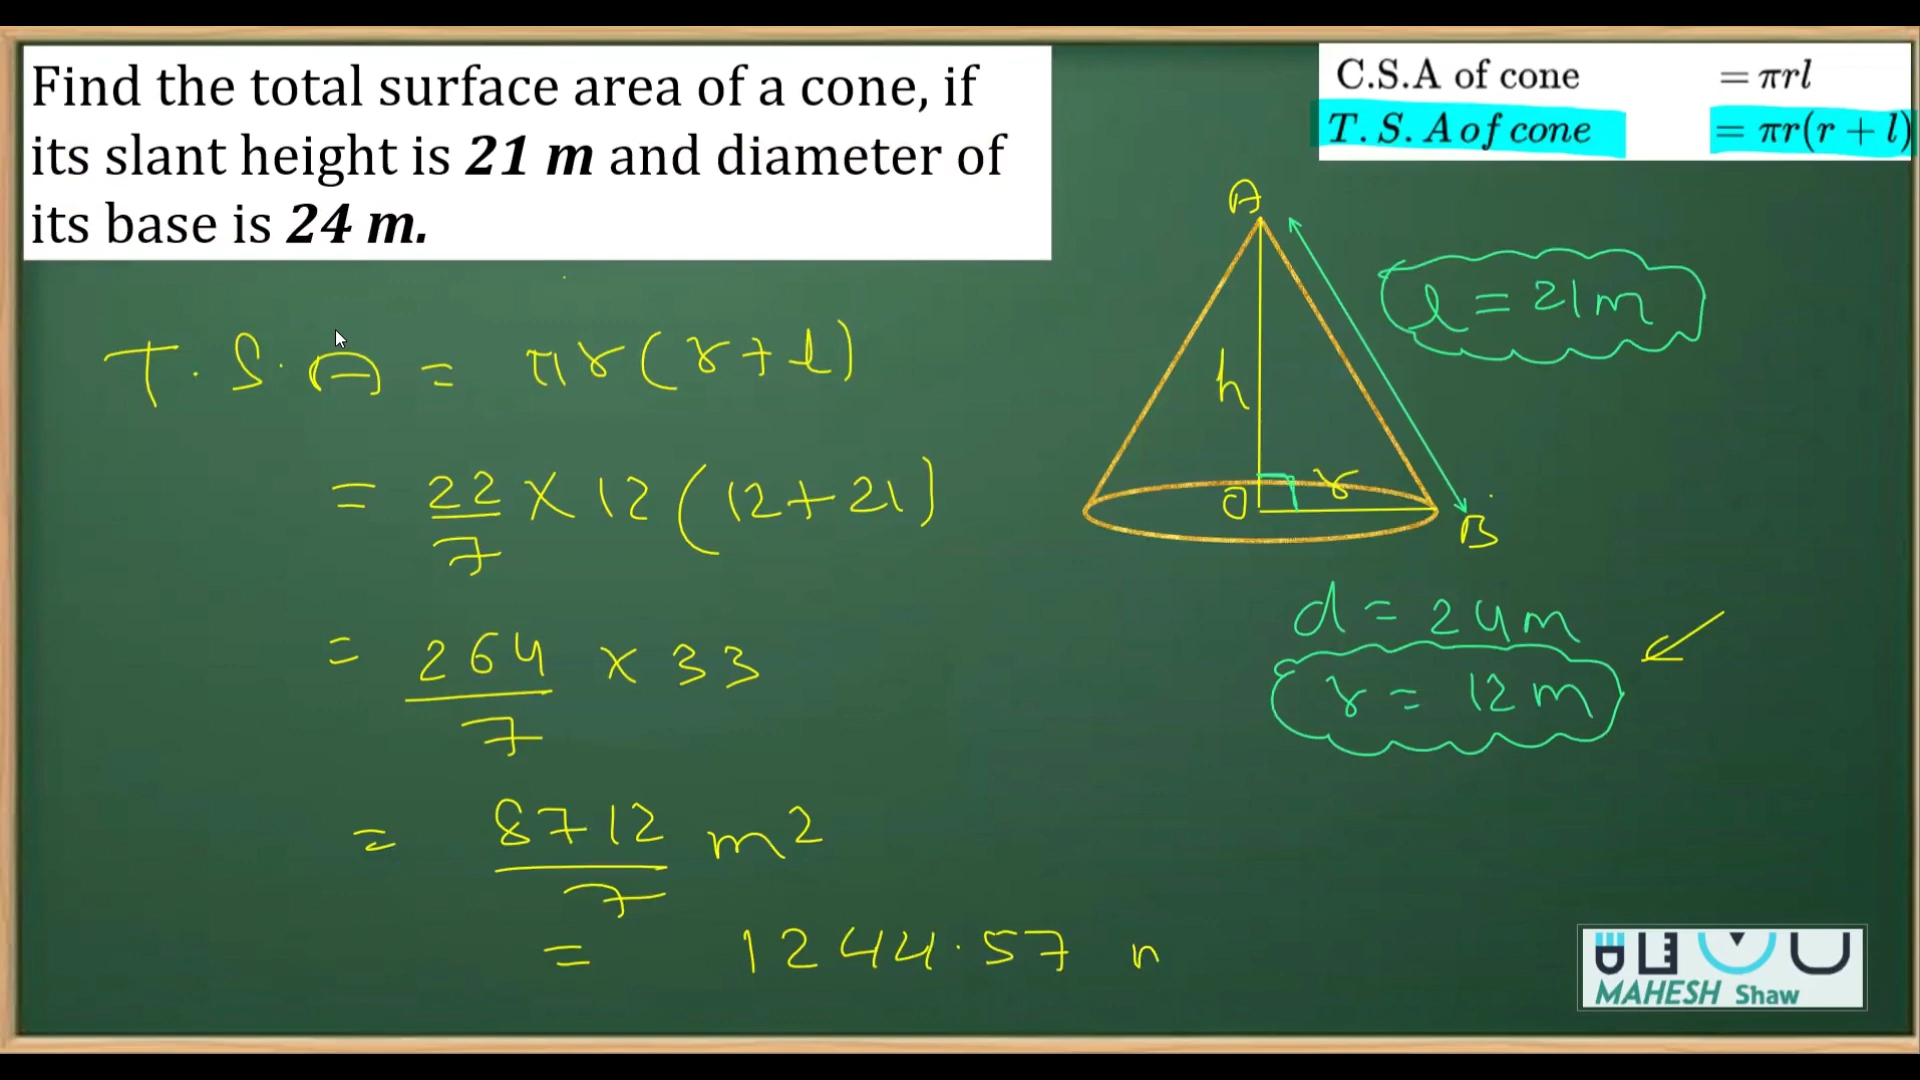 Find the total surface area of a cone, if
its slant height is 21 m and diameter of
its base is 24 m.
C.S.A of cone = πrl
T. S. A of cone = πr(r + l)
T. S. A = πr(r+l)
= 22/7 × 12 (12+21)
= 264/7 × 33
= 8712/7 m²
= 1244.57
A
l = 21m
h
r
O
B
d = 24m
r = 12m
MAHESH Shaw